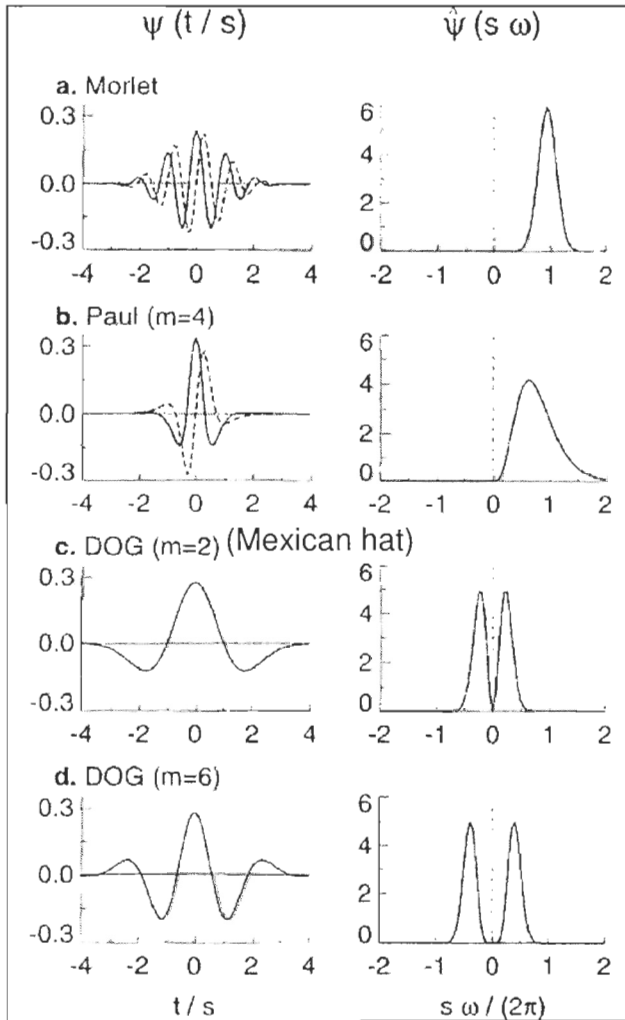 ψ (t / s) ψ̂ (s ω)
a. Morlet
0.3
0.0
-0.3
-4 -2 0 2 4
6
4
2
0
-2 -1 0 1 2
b. Paul (m=4)
0.3
0.0
-0.3
-4 -2 0 2 4
6
4
2
0
-2 -1 0 1 2
c. DOG (m=2) (Mexican hat)
0.3
0.0
-0.3
-4 -2 0 2 4
6
4
2
0
-2 -1 0 1 2
d. DOG (m=6)
0.3
0.0
-0.3
-4 -2 0 2 4
t / s
6
4
2
0
-2 -1 0 1 2
s ω / (2π)